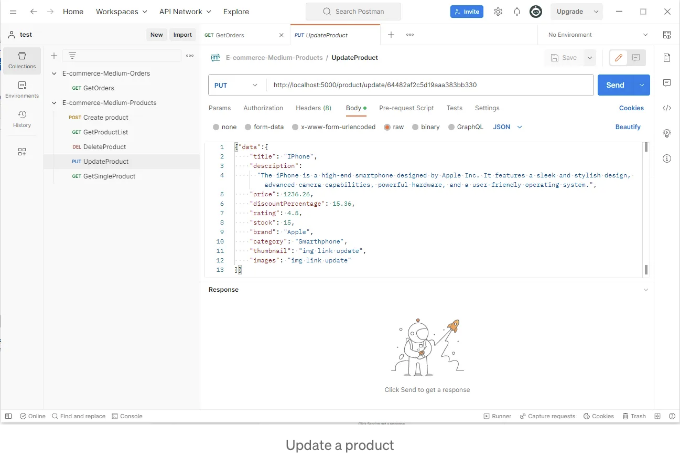 Home Workspaces API Network Explore Search Postman Invite Upgrade
test New Import GET GetOrders PUT UpdateProduct No Environment
Collections
Environments
History
E-commerce-Medium-Orders
GET GetOrders
E-commerce-Medium-Products
POST Create product
GET GetProductList
DEL DeleteProduct
PUT UpdateProduct
GET GetSingleProduct
E-commerce-Medium-Products / UpdateProduct Save
PUT http://localhost:5000/product/update/64482af2c5d19aaa383bb330 Send
Params Authorization Headers (8) Body Pre-request Script Tests Settings Cookies
none form-data x-www-form-urlencoded raw binary GraphQL JSON Beautify
1 {"data":{
2 "title": "IPhone",
3 "description":
4 "The iPhone is a high-end smartphone designed by Apple Inc. It features a sleek and stylish design,
advanced camera capabilities, powerful hardware, and a user-friendly operating system.",
5 "price": 1236.26,
6 "discountPercentage": 15.36,
7 "rating": 4.5,
8 "stock": 15,
9 "brand": "Apple",
10 "category": "Smarthphone",
11 "thumbnail": "img link update",
12 "images": "img link update"
13 }}
Response
Click Send to get a response
Online Find and replace Console Runner Capture requests Cookies Trash
Update a product